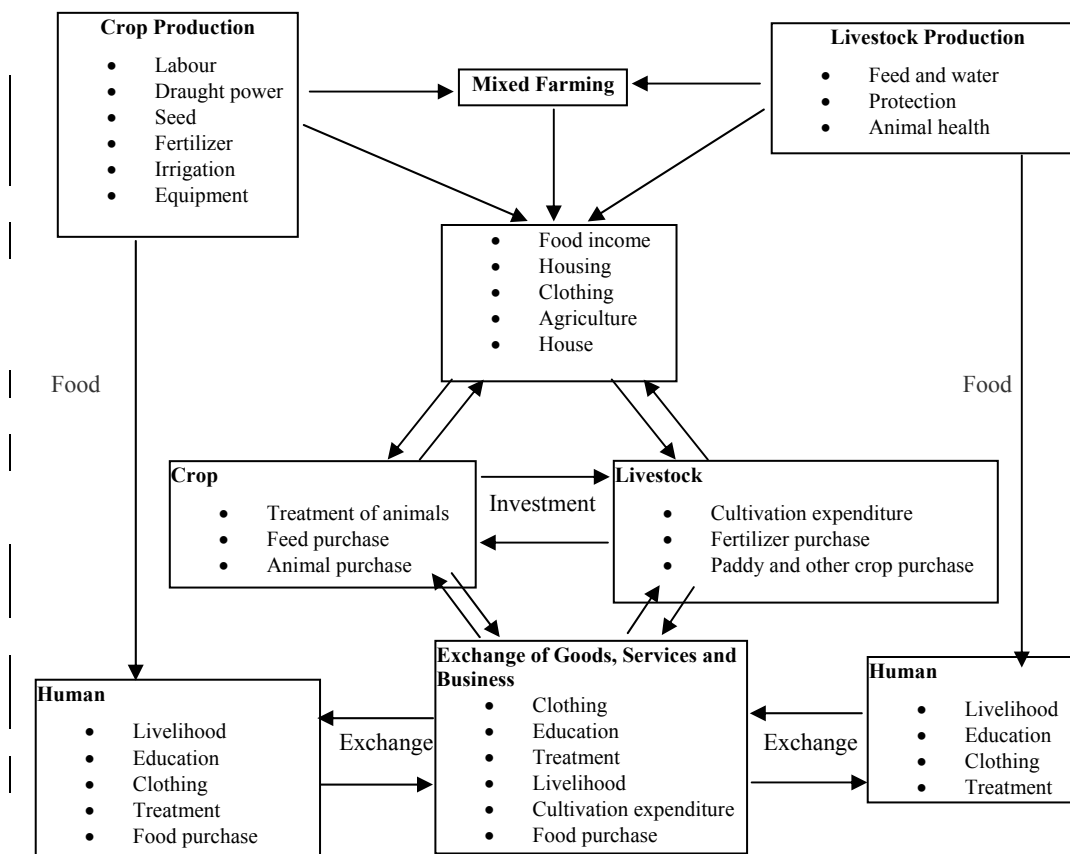 Crop Production
• Labour
• Draught power
• Seed
• Fertilizer
• Irrigation
• Equipment
Mixed Farming
Livestock Production
• Feed and water
• Protection
• Animal health
• Food income
• Housing
• Clothing
• Agriculture
• House
Food
Food
Crop
• Treatment of animals
• Feed purchase
• Animal purchase
Investment
Livestock
• Cultivation expenditure
• Fertilizer purchase
• Paddy and other crop purchase
Human
• Livelihood
• Education
• Clothing
• Treatment
• Food purchase
Exchange
Exchange of Goods, Services and
Business
• Clothing
• Education
• Treatment
• Livelihood
• Cultivation expenditure
• Food purchase
Exchange
Human
• Livelihood
• Education
• Clothing
• Treatment